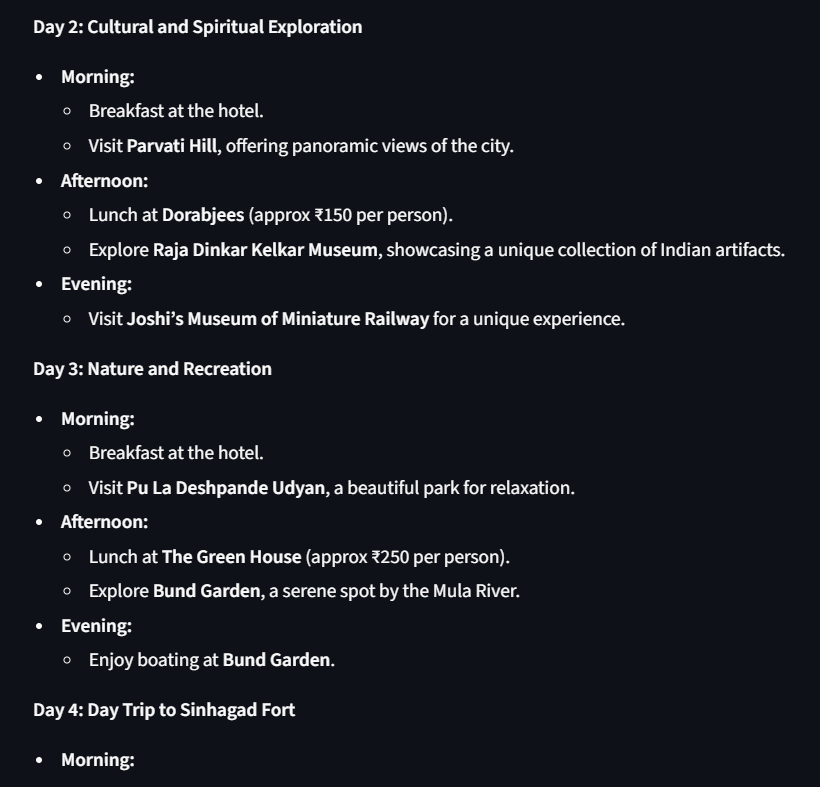 Day 2: Cultural and Spiritual Exploration
Morning:
Breakfast at the hotel.
Visit Parvati Hill, offering panoramic views of the city.
Afternoon:
Lunch at Dorabjees (approx ₹150 per person).
Explore Raja Dinkar Kelkar Museum, showcasing a unique collection of Indian artifacts.
Evening:
Visit Joshi’s Museum of Miniature Railway for a unique experience.
Day 3: Nature and Recreation
Morning:
Breakfast at the hotel.
Visit Pu La Deshpande Udyan, a beautiful park for relaxation.
Afternoon:
Lunch at The Green House (approx ₹250 per person).
Explore Bund Garden, a serene spot by the Mula River.
Evening:
Enjoy boating at Bund Garden.
Day 4: Day Trip to Sinhagad Fort
Morning: